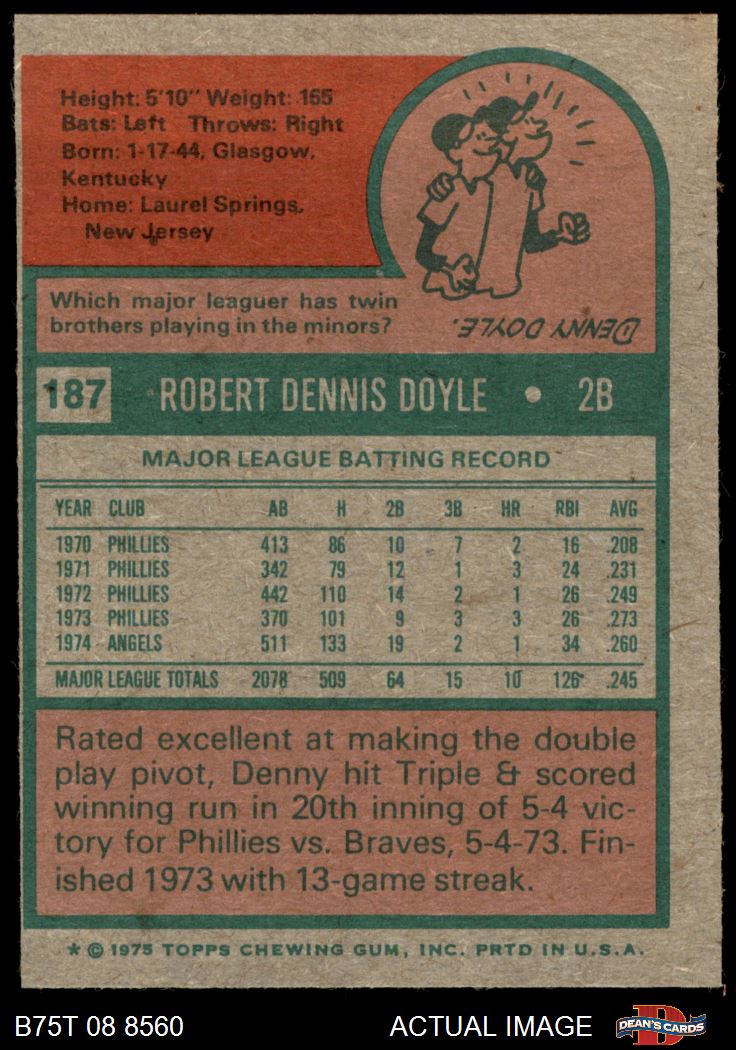 Height: 5'10" Weight: 165
Bats: Left Throws: Right
Born: 1-17-44, Glasgow,
Kentucky
Home: Laurel Springs,
New Jersey
Which major leaguer has twin
brothers playing in the minors?
DENNY DOYLE.
187 ROBERT DENNIS DOYLE • 2B
MAJOR LEAGUE BATTING RECORD
YEAR CLUB AB H 2B 3B HR RBI AVG
1970 PHILLIES 413 86 10 7 2 16 .208
1971 PHILLIES 342 79 12 1 3 24 .231
1972 PHILLIES 442 110 14 2 1 26 .249
1973 PHILLIES 370 101 9 3 3 26 .273
1974 ANGELS 511 133 19 2 1 34 .260
MAJOR LEAGUE TOTALS 2078 509 64 15 10 126 .245
Rated excellent at making the double
play pivot, Denny hit Triple & scored
winning run in 20th inning of 5-4 vic-
tory for Phillies vs. Braves, 5-4-73. Fin-
ished 1973 with 13-game streak.
* © 1975 TOPPS CHEWING GUM, INC. PRTD IN U.S.A.
B75T 08 8560 ACTUAL IMAGE D DEAN'S CARDS